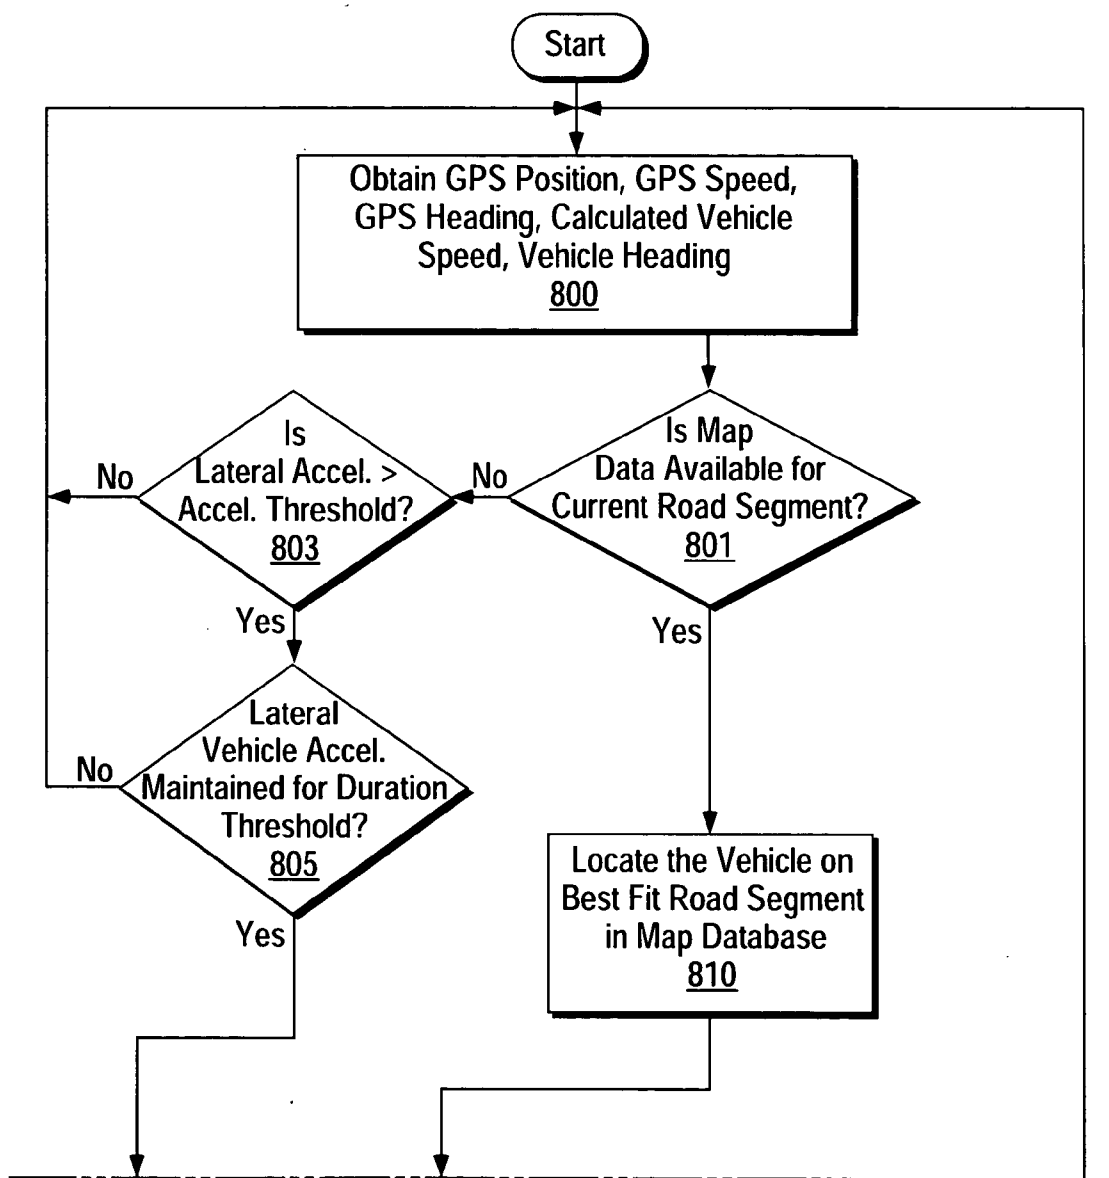 Start
Obtain GPS Position, GPS Speed,
GPS Heading, Calculated Vehicle
Speed, Vehicle Heading
800
Is Map
Data Available for
Current Road Segment?
801
No
Yes
Is
Lateral Accel. >
Accel. Threshold?
803
No
Yes
Lateral
Vehicle Accel.
Maintained for Duration
Threshold?
805
No
Yes
Locate the Vehicle on
Best Fit Road Segment
in Map Database
810